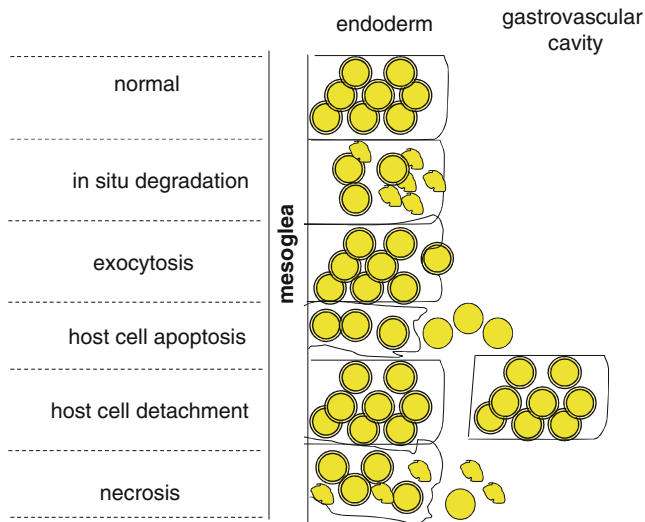 endoderm
gastrovascular
cavity
normal
in situ degradation
exocytosis
mesoglea
host cell apoptosis
host cell detachment
necrosis